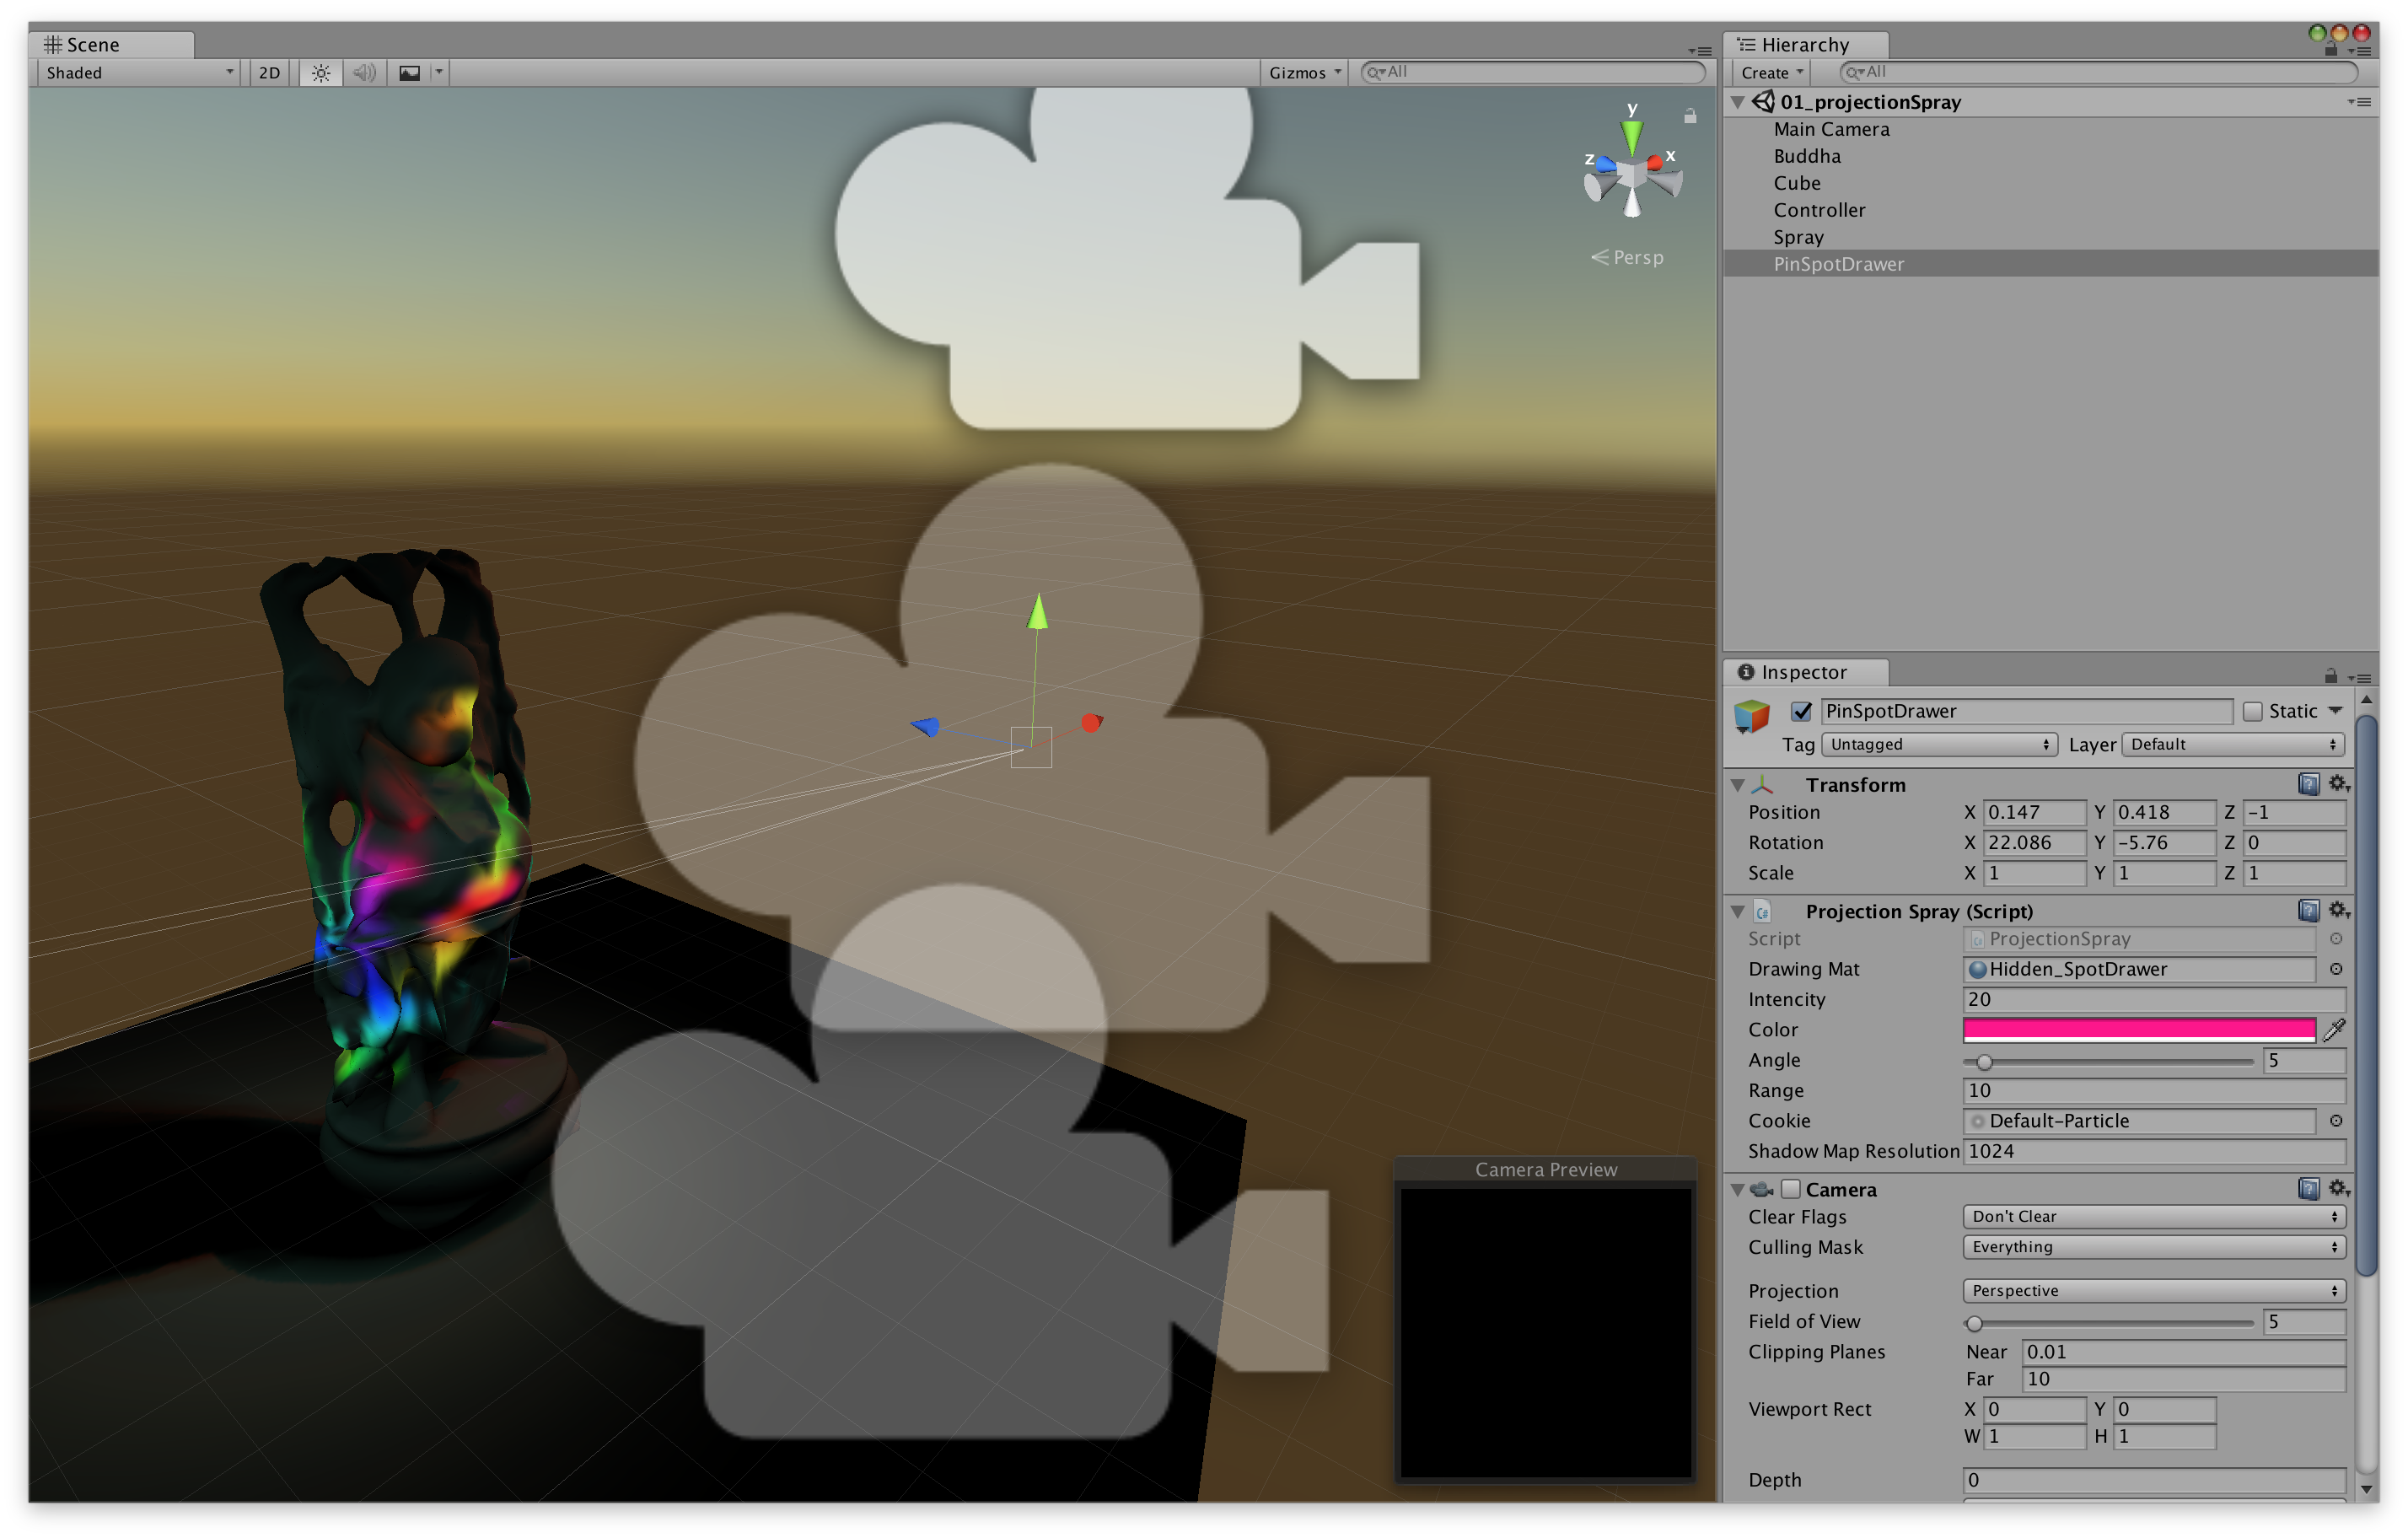 Scene
Shaded 2D Gizmos All
y
z x
Persp
Camera Preview
Hierarchy
Create All
01_projectionSpray
Main Camera
Buddha
Cube
Controller
Spray
PinSpotDrawer
Inspector
PinSpotDrawer Static
Tag Untagged Layer Default
Transform
Position X 0.147 Y 0.418 Z -1
Rotation X 22.086 Y -5.76 Z 0
Scale X 1 Y 1 Z 1
C# Projection Spray (Script)
Script ProjectionSpray
Drawing Mat Hidden_SpotDrawer
Intencity 20
Color
Angle 5
Range 10
Cookie Default-Particle
Shadow Map Resolution 1024
Camera
Clear Flags Don't Clear
Culling Mask Everything
Projection Perspective
Field of View 5
Clipping Planes Near 0.01
Far 10
Viewport Rect X 0 Y 0
W 1 H 1
Depth 0